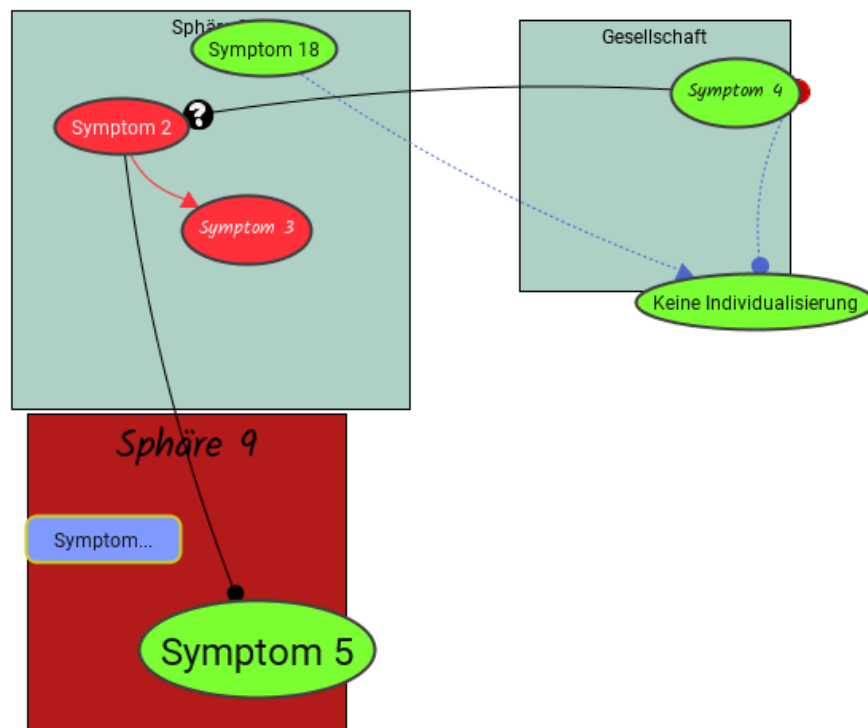 Symptom 18
Gesellschaft
Symptom 4
?
Symptom 2
Symptom 3
Keine Individualisierung
Sphäre 9
Symptom...
Symptom 5